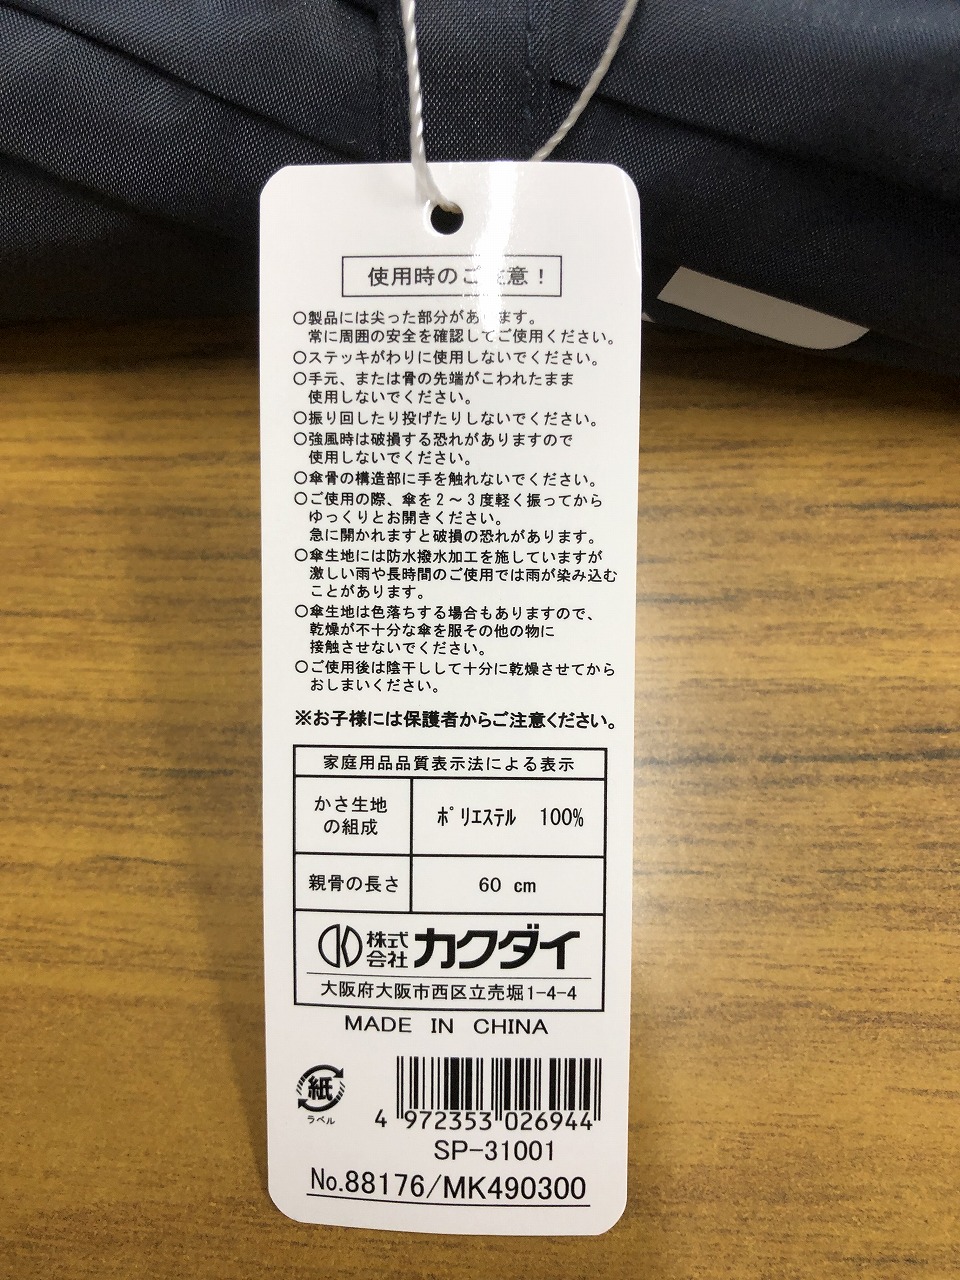 使用時のご注意！
○製品には尖った部分があります。
常に周囲の安全を確認してご使用ください。
○ステッキがわりに使用しないでください。
○手元、または骨の先端がこわれたまま
使用しないでください。
○振り回したり投げたりしないでください。
○強風時は破損する恐れがありますので
使用しないでください。
○傘骨の構造部に手を触れないでください。
○ご使用の際、傘を2～3度軽く振ってから
ゆっくりとお開きください。
急に開かれますと破損の恐れがあります。
○傘生地には防水撥水加工を施していますが
激しい雨や長時間のご使用では雨が染み込む
ことがあります。
○傘生地は色落ちする場合もありますので、
乾燥が不十分な傘を服その他の物に
接触させないでください。
○ご使用後は陰干しして十分に乾燥させてから
おしまいください。
※お子様には保護者からご注意ください。
家庭用品品質表示法による表示
かさ生地
の組成
ﾎﾟﾘｴｽﾃﾙ 100%
親骨の長さ 60 cm
株式会社 カクダイ
大阪府大阪市西区立売堀1-4-4
MADE IN CHINA
紙
ラベル
4 972353 026944
SP-31001
No.88176/MK490300